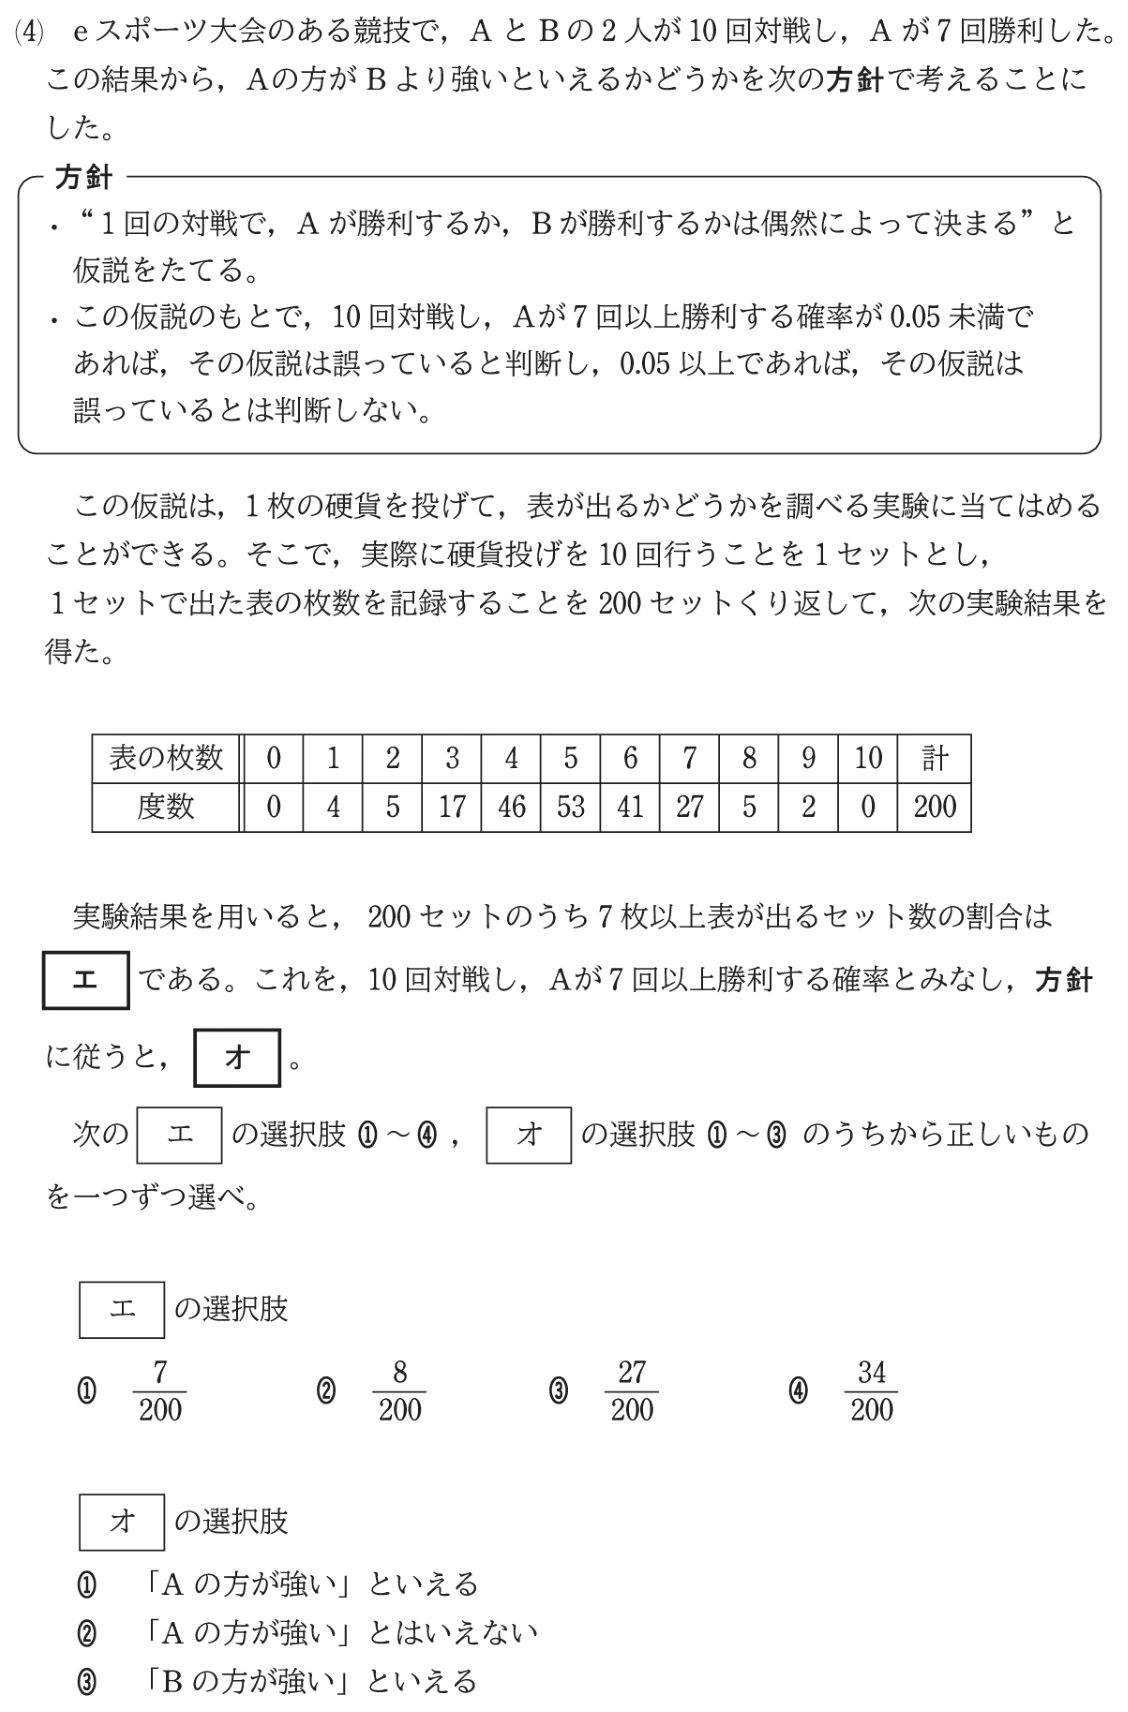 (4) eスポーツ大会のある競技で，AとBの2人が10回対戦し，Aが7回勝利した。
この結果から，Aの方がBより強いといえるかどうかを次の方針で考えることに
した。
方針
・“1回の対戦で，Aが勝利するか，Bが勝利するかは偶然によって決まる”と
仮説をたてる。
・この仮説のもとで，10回対戦し，Aが7回以上勝利する確率が0.05未満で
あれば，その仮説は誤っていると判断し，0.05以上であれば，その仮説は
誤っているとは判断しない。
この仮説は，1枚の硬貨を投げて，表が出るかどうかを調べる実験に当てはめる
ことができる。そこで，実際に硬貨投げを10回行うことを1セットとし，
1セットで出た表の枚数を記録することを200セットくり返して，次の実験結果を
得た。
表の枚数 0 1 2 3 4 5 6 7 8 9 10 計
度数 0 4 5 17 46 53 41 27 5 2 0 200
実験結果を用いると，200セットのうち7枚以上表が出るセット数の割合は
エ である。これを，10回対戦し，Aが7回以上勝利する確率とみなし，方針
に従うと， オ 。
次の エ の選択肢①～④， オ の選択肢①～③のうちから正しいもの
を一つずつ選べ。
エ の選択肢
① 7/200 ② 8/200 ③ 27/200 ④ 34/200
オ の選択肢
① 「Aの方が強い」といえる
② 「Aの方が強い」とはいえない
③ 「Bの方が強い」といえる